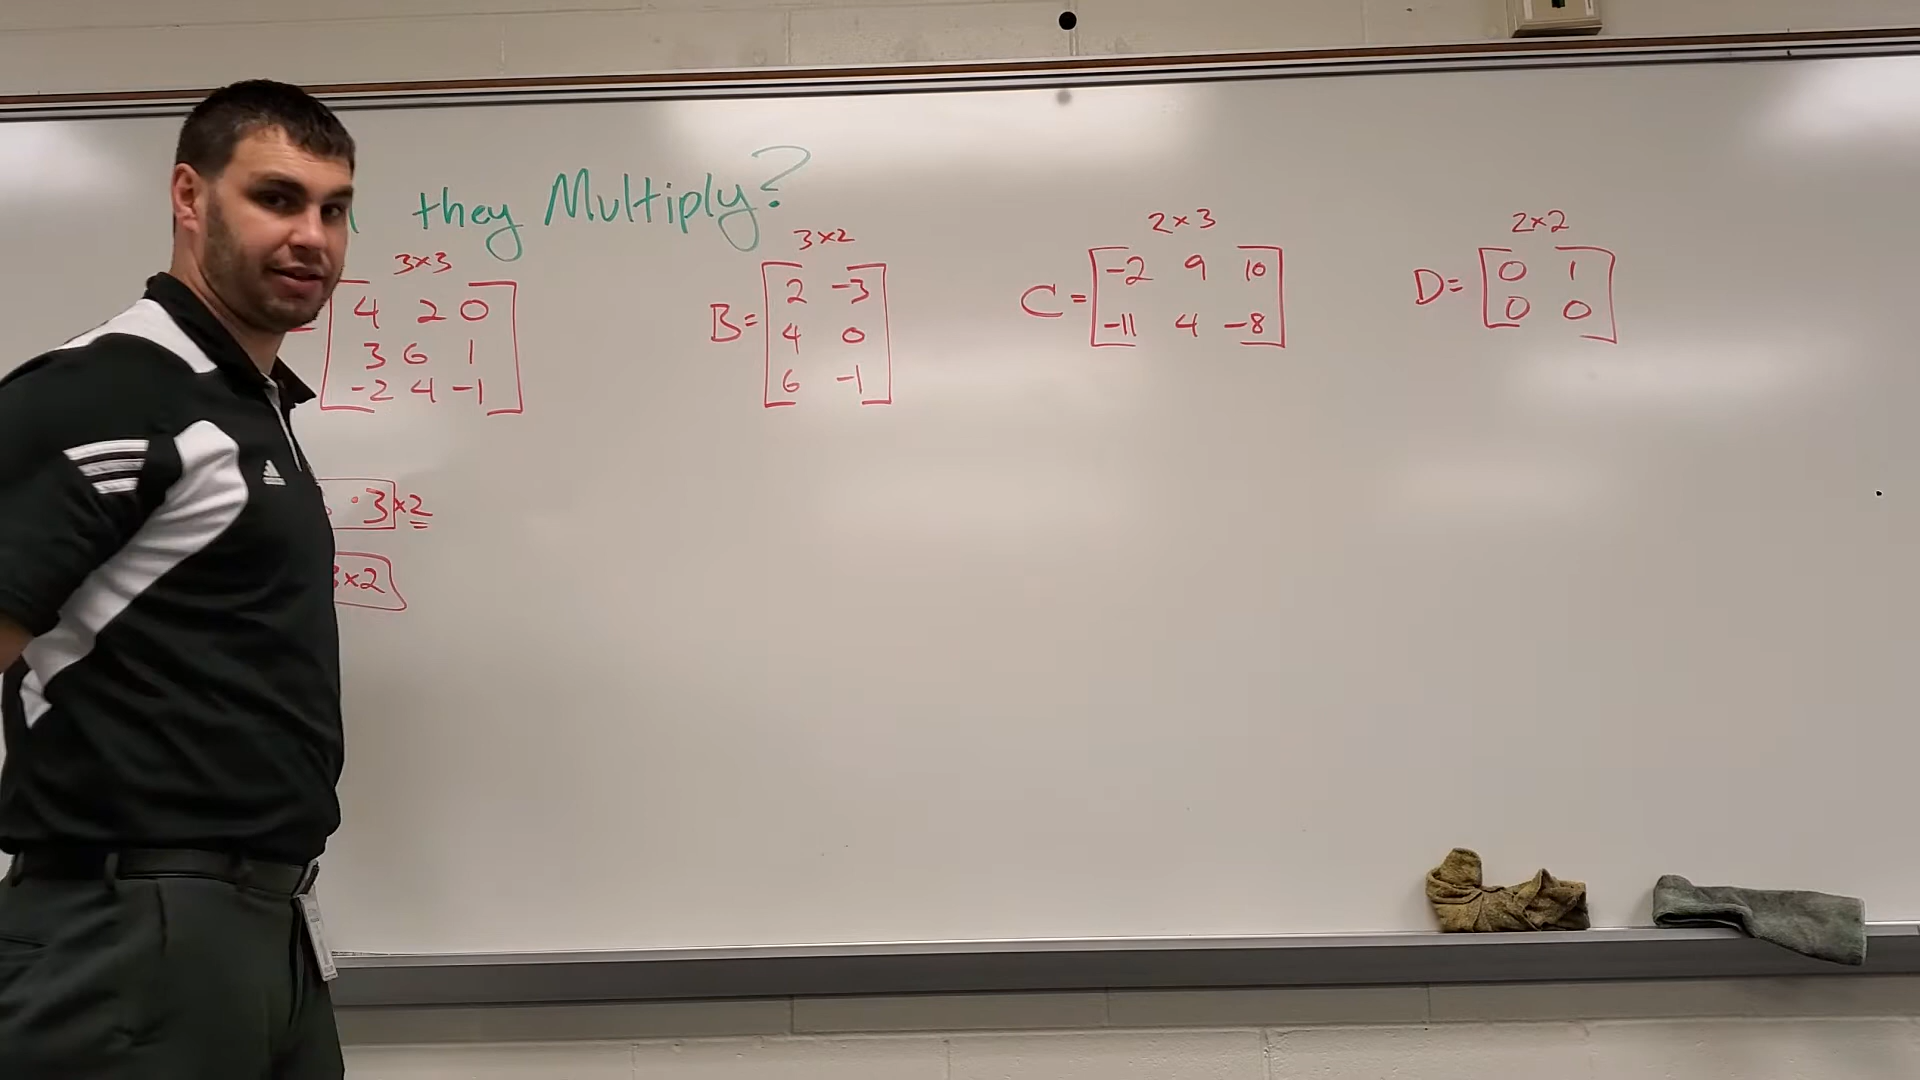 they Multiply?
3×3
4 2 0
3 6 1
-2 4 -1
3×2
B=
2 -3
4 0
6 -1
2×3
C=
-2 9 10
-11 4 -8
2×2
D=
0 1
0 0
· 3×2
×2